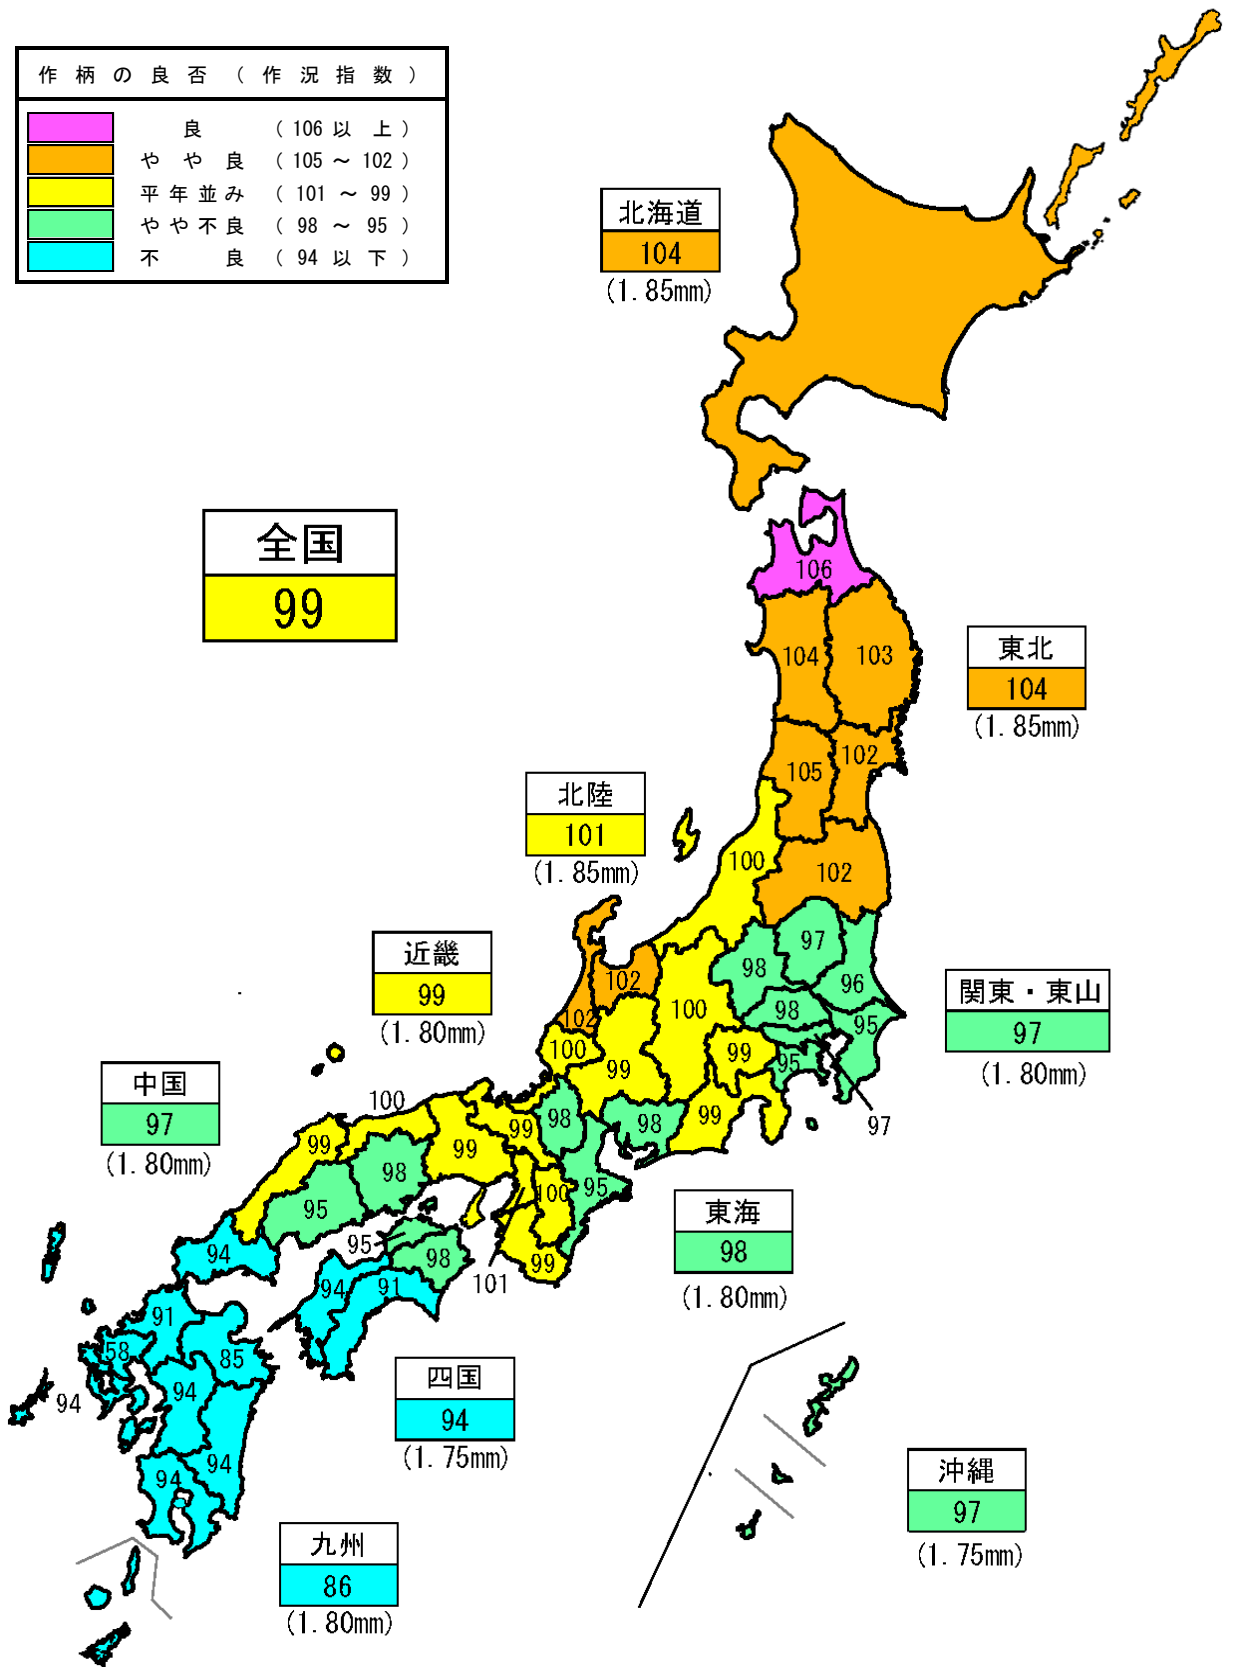 作柄の良否（作況指数）
良 （106以上）
やや良 （105～102）
平年並み （101～99）
やや不良 （98～95）
不良 （94以下）
北海道
104
(1.85mm)
全国
99
106
104
103
東北
104
(1.85mm)
105
102
102
北陸
101
(1.85mm)
100
102
102
100
近畿
99
(1.80mm)
97
98
96
98
95
100
99
95
97
関東・東山
97
(1.80mm)
99
99
98
98
95
東海
98
(1.80mm)
中国
97
(1.80mm)
100
99
99
99
98
95
94
100
99
101
95
98
94
91
四国
94
(1.75mm)
91
58
85
94
94
94
94
九州
86
(1.80mm)
沖縄
97
(1.75mm)